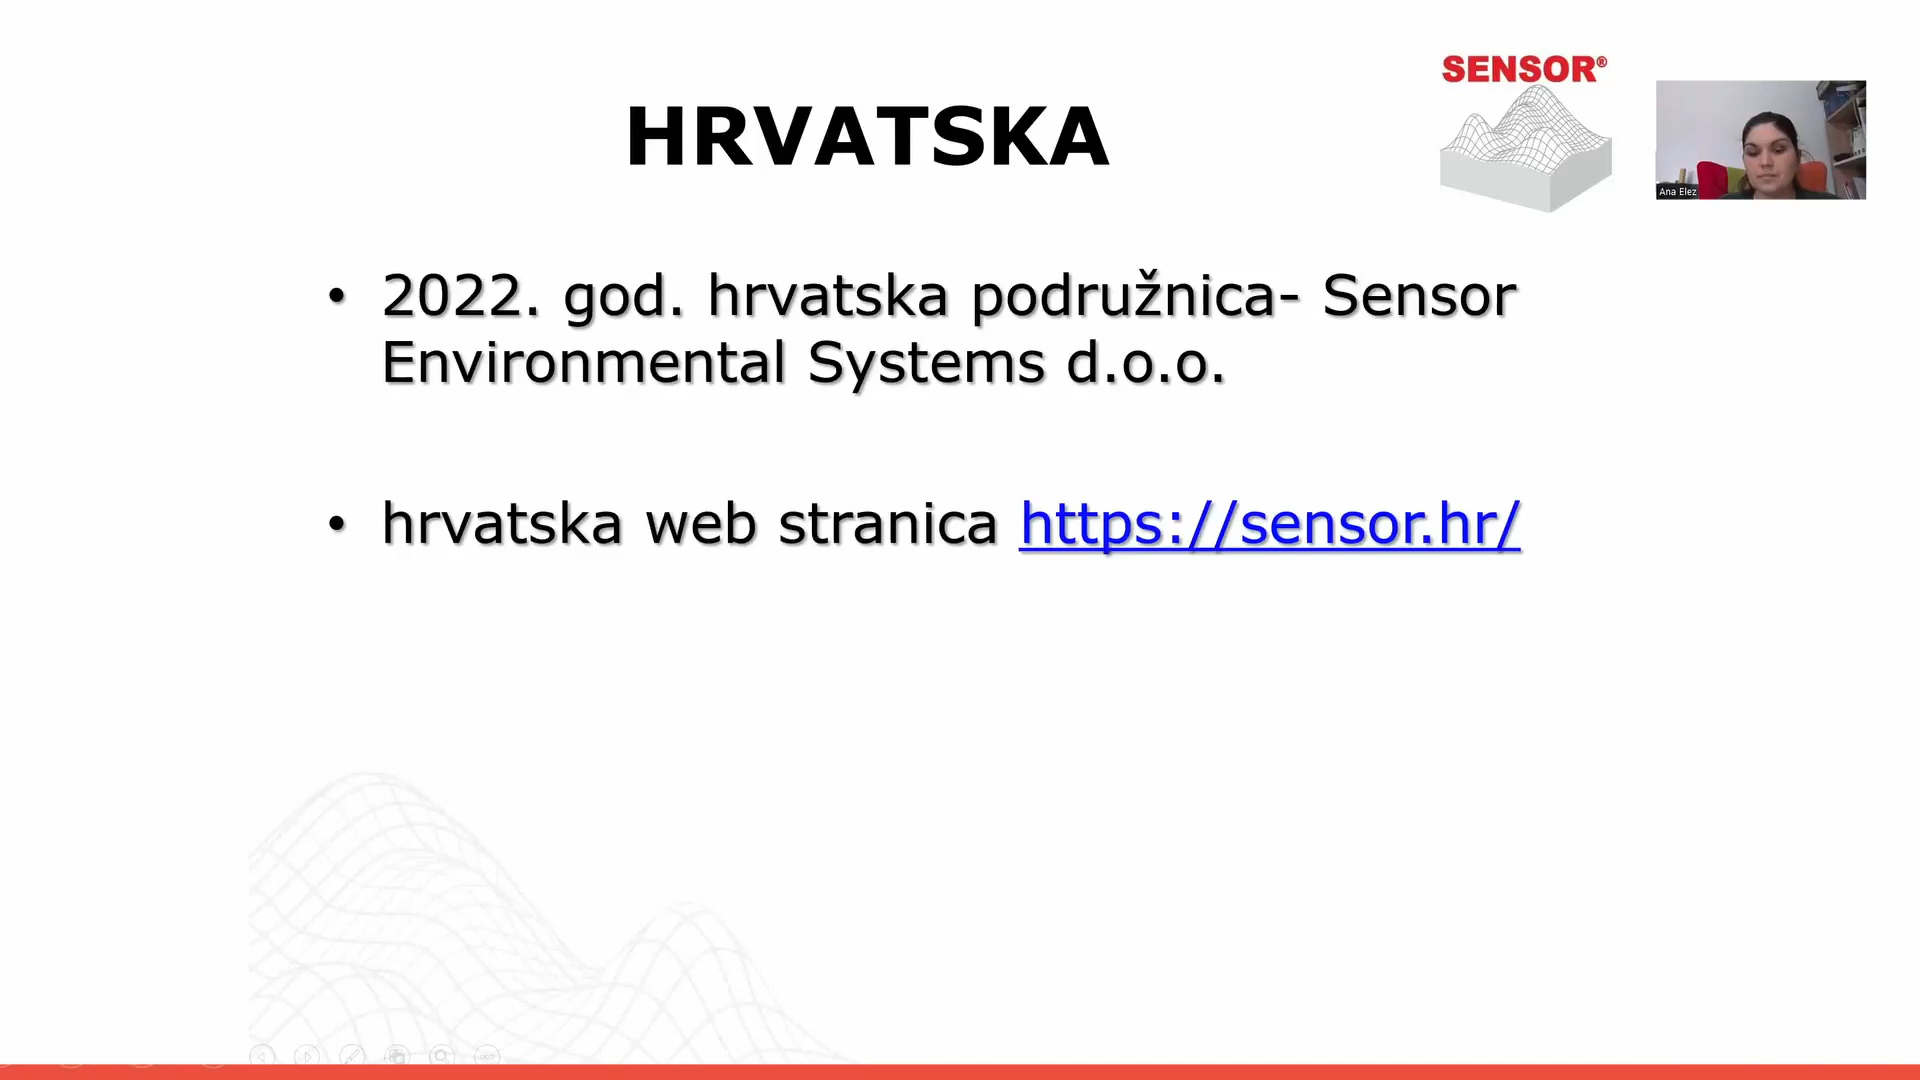 SENSOR®
HRVATSKA
Ana Elez
• 2022. god. hrvatska podružnica- Sensor
Environmental Systems d.o.o.
• hrvatska web stranica https://sensor.hr/